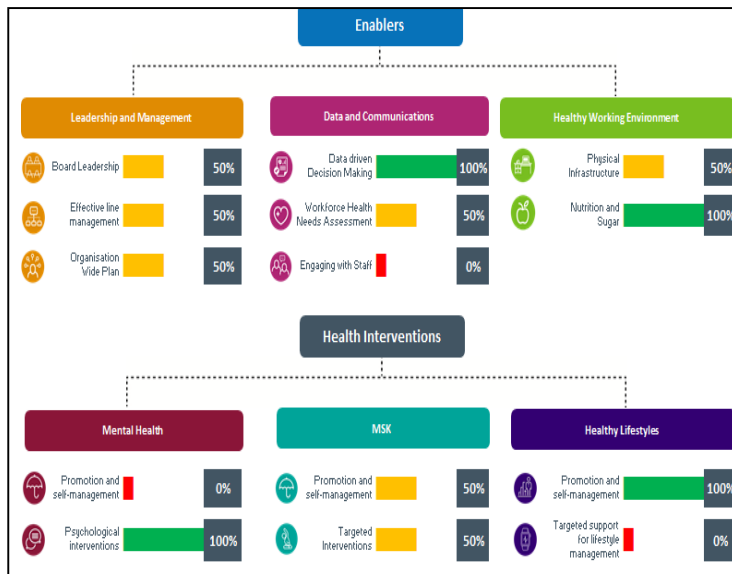 Enablers
Leadership and Management
Board Leadership
50%
Effective line
management
50%
Organisation
Wide Plan
50%
Data and Communications
Data driven
Decision Making
100%
Workforce Health
Needs Assessment
50%
Engaging with Staff
0%
Healthy Working Environment
Physical
Infrastructure
50%
Nutrition and
Sugar
100%
Health Interventions
Mental Health
Promotion and
self-management
0%
Psychological
interventions
100%
MSK
Promotion and
self-management
50%
Targeted
Interventions
50%
Healthy Lifestyles
Promotion and
self-management
100%
Targeted support
for lifestyle
management
0%